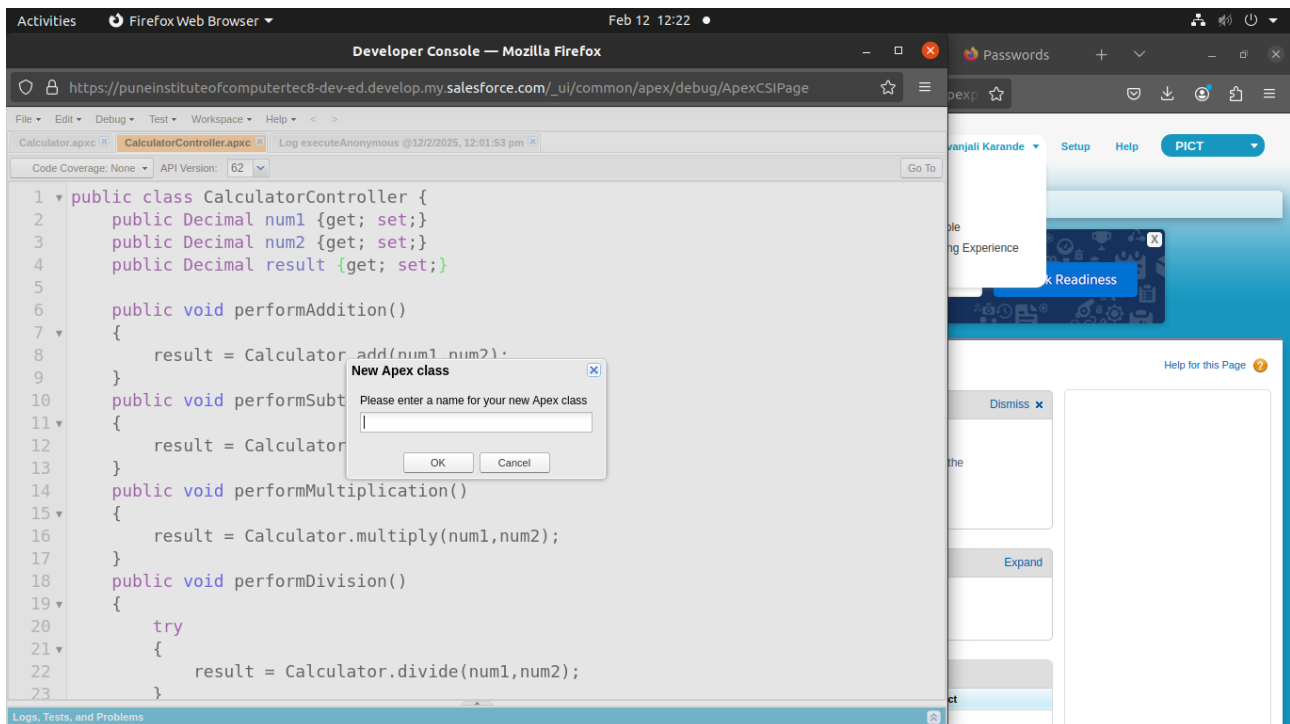 Activities Firefox Web Browser Feb 12 12:22
Developer Console — Mozilla Firefox
Passwords
https://puneinstituteofcomputertec8-dev-ed.develop.my.salesforce.com/_ui/common/apex/debug/ApexCSIPage
pexp
File Edit Debug Test Workspace Help < >
Calculator.apxc CalculatorController.apxc Log executeAnonymous @12/2/2025, 12:01:53 pm
Code Coverage: None API Version: 62 Go To
1 public class CalculatorController {
2 public Decimal num1 {get; set;}
3 public Decimal num2 {get; set;}
4 public Decimal result {get; set;}
5
6 public void performAddition()
7 {
8 result = Calculator.add(num1,num2);
9 }
10 public void performSubt
11 {
12 result = Calculator
13 }
14 public void performMultiplication()
15 {
16 result = Calculator.multiply(num1,num2);
17 }
18 public void performDivision()
19 {
20 try
21 {
22 result = Calculator.divide(num1,num2);
23 }
New Apex class
Please enter a name for your new Apex class
OK Cancel
Logs, Tests, and Problems
vanjali Karande Setup Help PICT
ble
ng Experience
X
k Readiness
Help for this Page
Dismiss x
the
Expand
ct